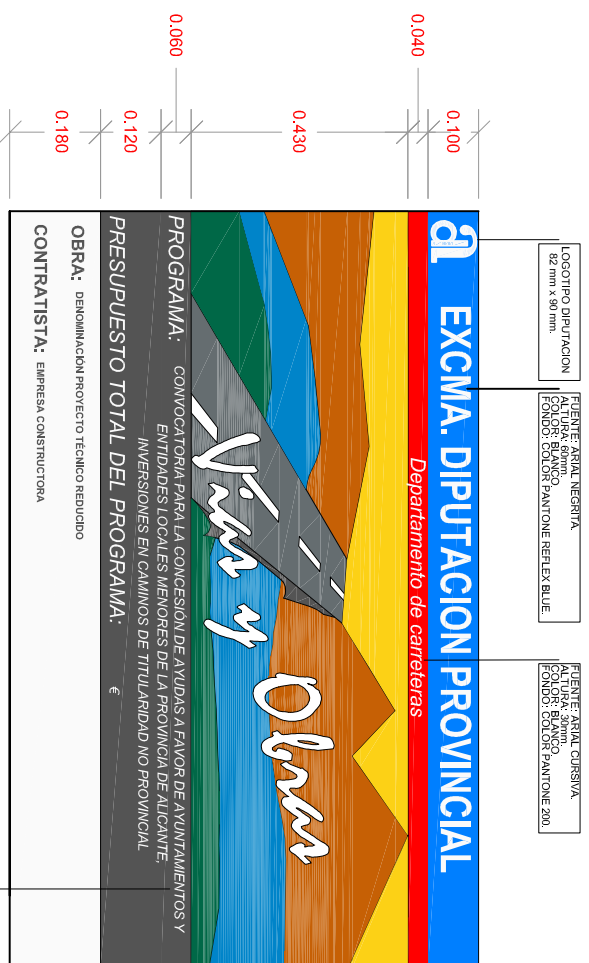 0.100
0.040
0.430
0.060
0.120
0.180
LOGOTIPO DIPUTACION
82 mm x 90 mm.
FUENTE: ARIAL NEGRITA.
ALTURA: 60mm.
COLOR: BLANCO.
FONDO: COLOR PANTONE REFLEX BLUE.
FUENTE: ARIAL CURSIVA.
ALTURA: 30mm.
COLOR: BLANCO.
FONDO: COLOR PANTONE 200.
EXCMA. DIPUTACION PROVINCIAL
Departamento de carreteras
Vias y Obras
PROGRAMA: CONVOCATORIA PARA LA CONCESIÓN DE AYUDAS A FAVOR DE AYUNTAMIENTOS Y
ENTIDADES LOCALES MENORES DE LA PROVINCIA DE ALICANTE,
INVERSIONES EN CAMINOS DE TITULARIDAD NO PROVINCIAL
PRESUPUESTO TOTAL DEL PROGRAMA: €
OBRA: DENOMINACIÓN PROYECTO TÉCNICO REDUCIDO
CONTRATISTA: EMPRESA CONSTRUCTORA